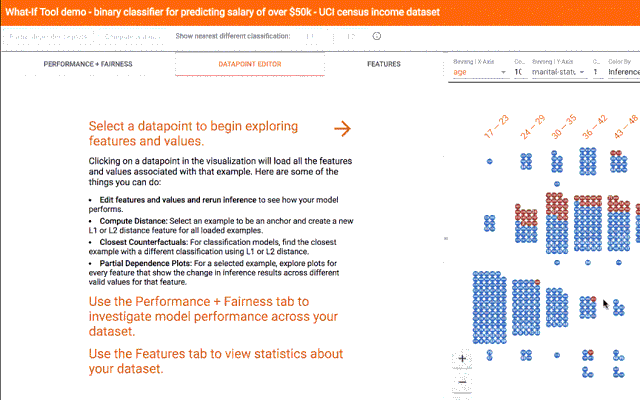 What-If Tool demo - binary classifier for predicting salary of over $50k - UCI census income dataset
Show nearest different classification:
PERFORMANCE + FAIRNESS
DATAPOINT EDITOR
FEATURES
Binning | X-Axis
Co...
Binning | Y-Axis
C...
Color By
age
10
marital-statu
1
Inference
17 – 23
24 – 29
30 – 35
36 – 42
43 – 48
Select a datapoint to begin exploring
features and values.
Clicking on a datapoint in the visualization will load all the features
and values associated with that example. Here are some of the
things you can do:
• Edit features and values and rerun inference to see how your model
performs.
• Compute Distance: Select an example to be an anchor and create a new
L1 or L2 distance feature for all loaded examples.
• Closest Counterfactuals: For classification models, find the closest
example with a different classification using L1 or L2 distance.
• Partial Dependence Plots: For a selected example, explore plots for
every feature that show the change in inference results across different
valid values for that feature.
Use the Performance + Fairness tab to
investigate model performance across your
dataset.
Use the Features tab to view statistics about
your dataset.